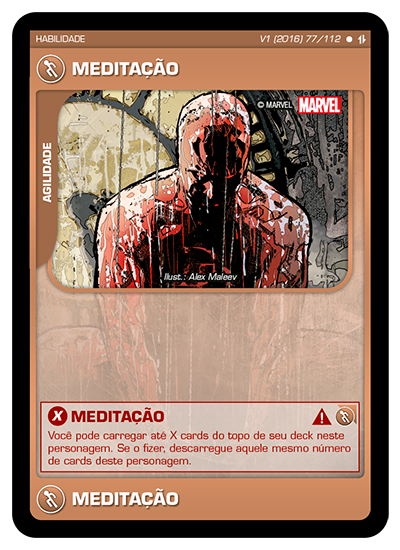 HABILIDADE
V1 (2016) 77/112
MEDITAÇÃO
© MARVEL MARVEL
AGILIDADE
Ilust.: Alex Maleev
X MEDITAÇÃO
Você pode carregar até X cards do topo de seu deck neste
personagem. Se o fizer, descarregue aquele mesmo número
de cards deste personagem.
MEDITAÇÃO